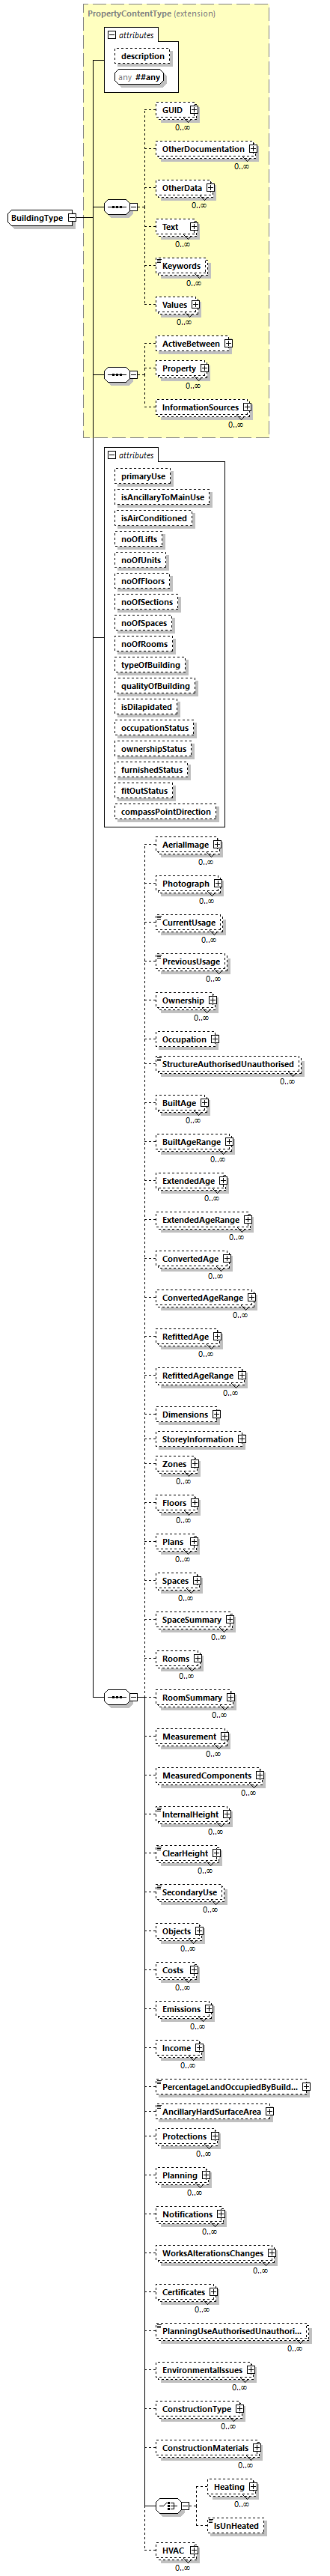 PropertyContentType (extension)
attributes
description
any ##any
GUID
0..∞
OtherDocumentation
0..∞
OtherData
0..∞
Text
0..∞
Keywords
0..∞
Values
0..∞
BuildingType
ActiveBetween
Property
0..∞
InformationSources
0..∞
attributes
primaryUse
isAncillaryToMainUse
isAirConditioned
noOfLifts
noOfUnits
noOfFloors
noOfSections
noOfSpaces
noOfRooms
typeOfBuilding
qualityOfBuilding
isDilapidated
occupationStatus
ownershipStatus
furnishedStatus
fitOutStatus
compassPointDirection
AerialImage
0..∞
Photograph
0..∞
CurrentUsage
0..∞
PreviousUsage
0..∞
Ownership
0..∞
Occupation
StructureAuthorisedUnauthorised
0..∞
BuiltAge
0..∞
BuiltAgeRange
0..∞
ExtendedAge
0..∞
ExtendedAgeRange
0..∞
ConvertedAge
0..∞
ConvertedAgeRange
0..∞
RefittedAge
0..∞
RefittedAgeRange
0..∞
Dimensions
StoreyInformation
Zones
0..∞
Floors
0..∞
Plans
0..∞
Spaces
0..∞
SpaceSummary
0..∞
Rooms
0..∞
RoomSummary
0..∞
Measurement
0..∞
MeasuredComponents
0..∞
InternalHeight
0..∞
ClearHeight
0..∞
SecondaryUse
0..∞
Objects
0..∞
Costs
0..∞
Emissions
0..∞
Income
0..∞
PercentageLandOccupiedByBuild...
AncillaryHardSurfaceArea
Protections
0..∞
Planning
0..∞
Notifications
0..∞
WorksAlterationsChanges
0..∞
Certificates
0..∞
PlanningUseAuthorisedUnauthori...
0..∞
EnvironmentalIssues
0..∞
ConstructionType
0..∞
ConstructionMaterials
0..∞
Heating
0..∞
IsUnHeated
HVAC
0..∞